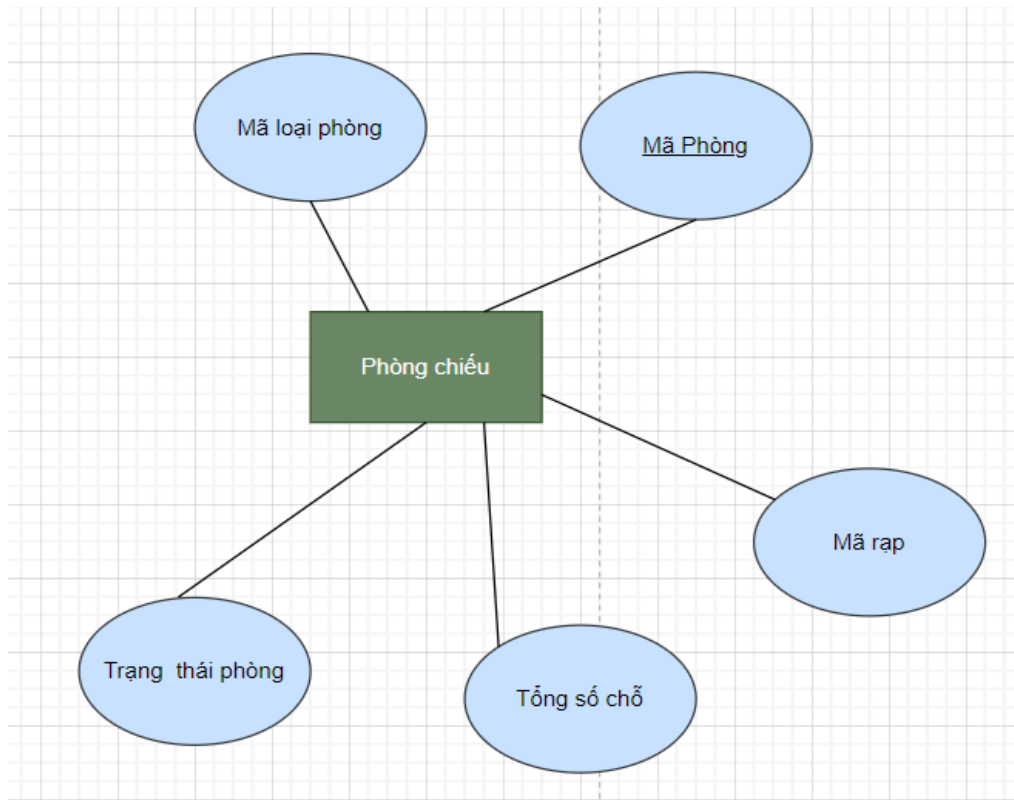 Mã loại phòng
Mã Phòng
Phòng chiếu
Mã rạp
Trạng thái phòng
Tổng số chỗ